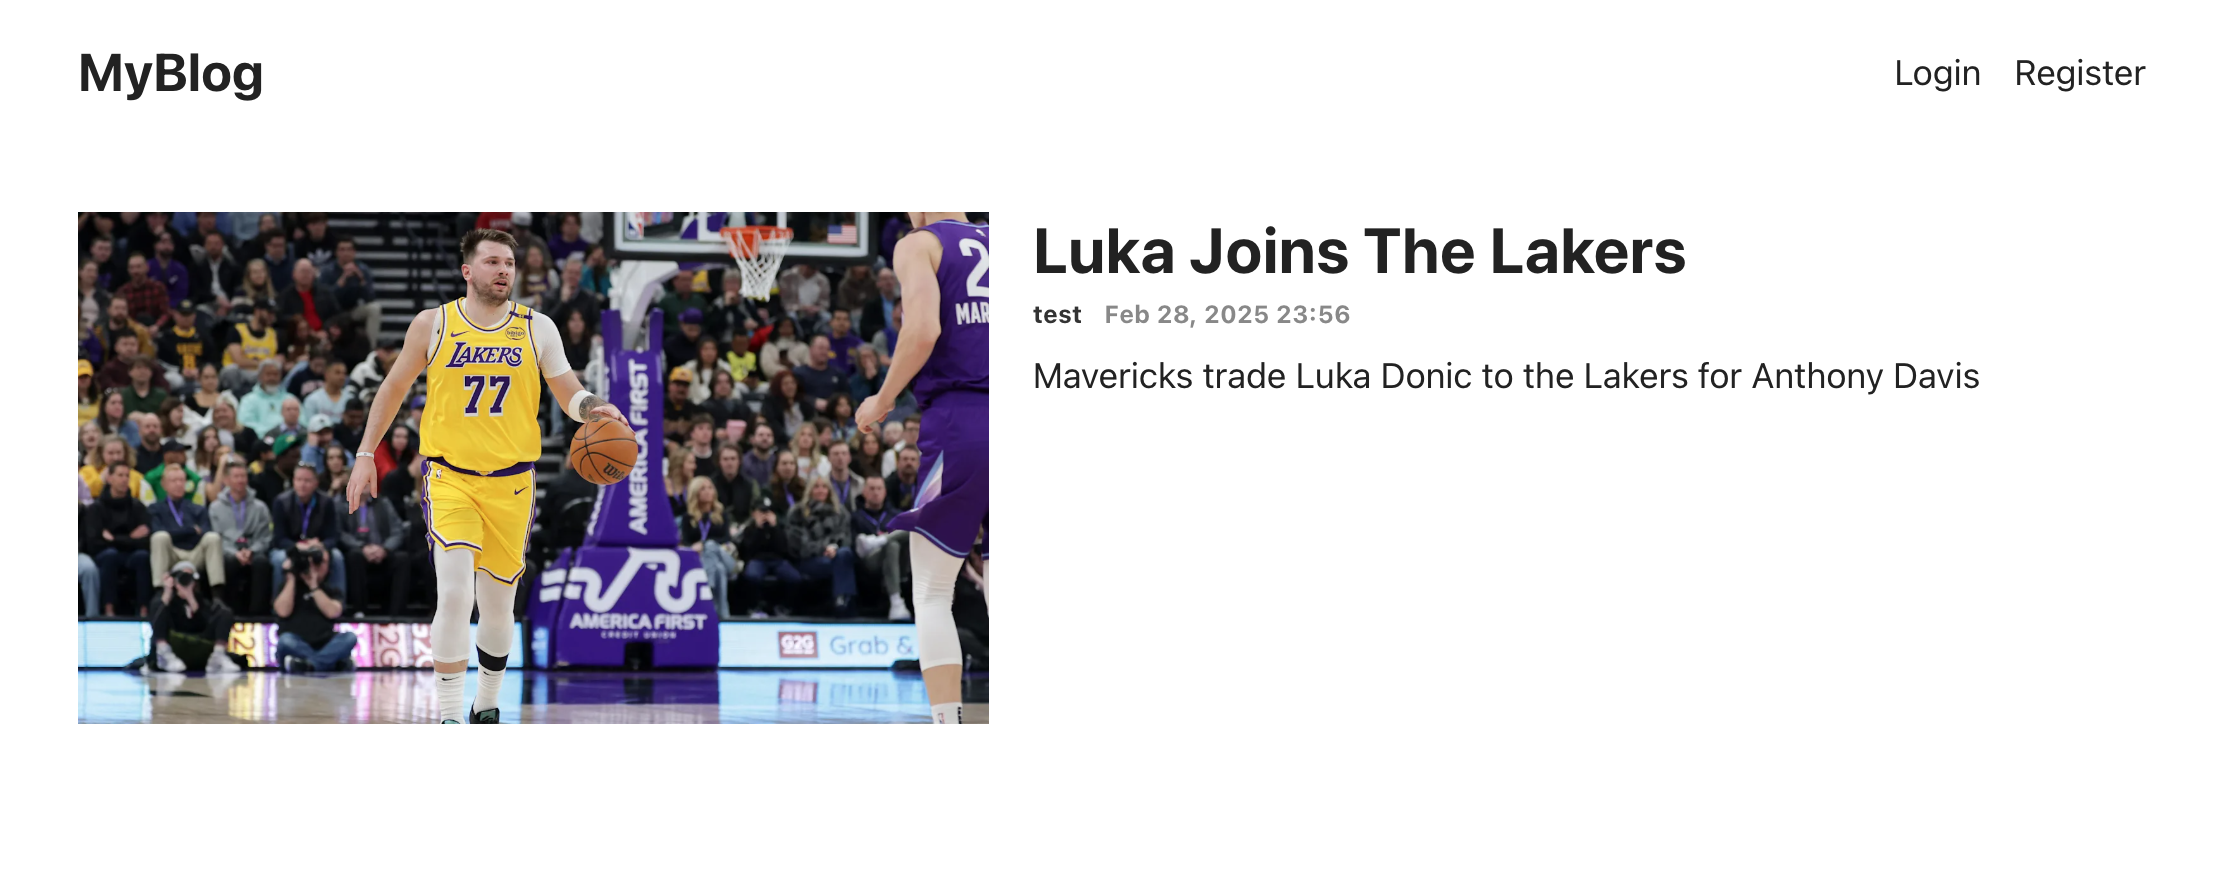 MyBlog
Login Register
Luka Joins The Lakers
test Feb 28, 2025 23:56
Mavericks trade Luka Donic to the Lakers for Anthony Davis
LAKERS
77
2
MAR
AMERICA FIRST
AMERICA FIRST
CREDIT UNION
G2G Grab &